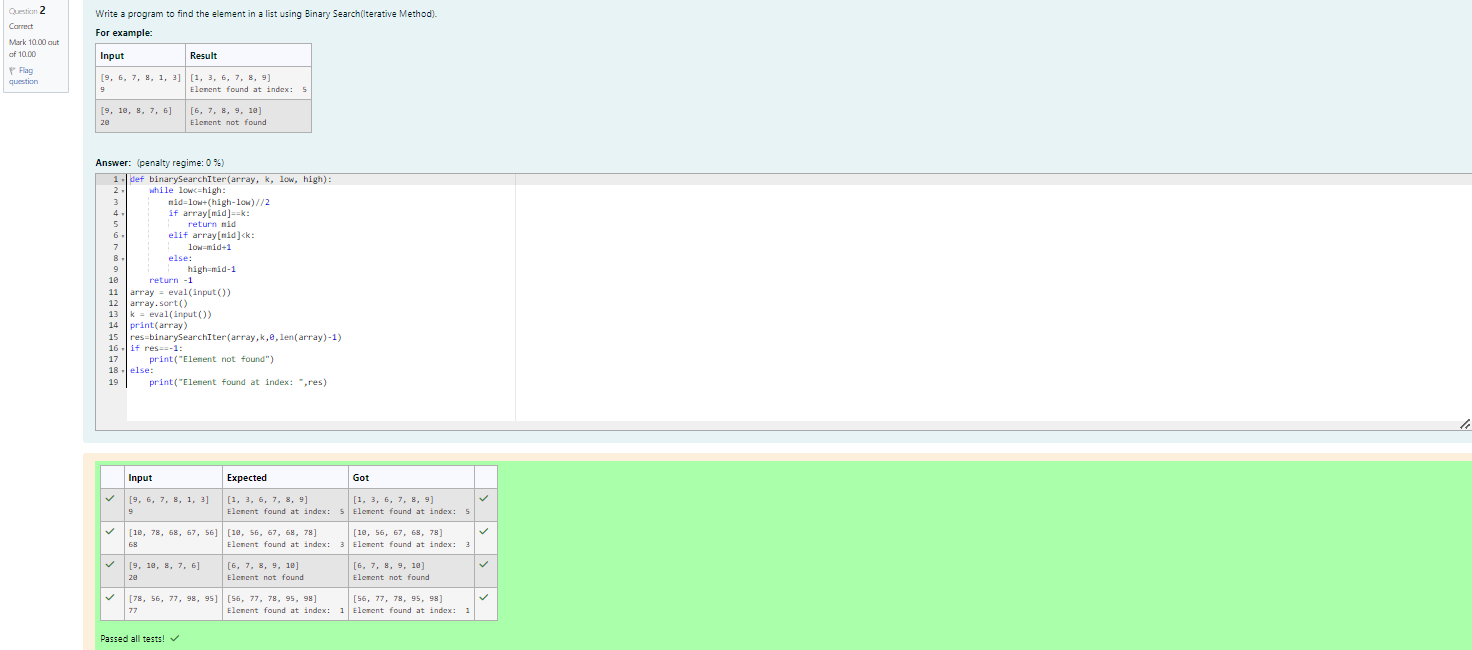 Question 2
Correct
Mark 10.00 out
of 10.00
Flag
question
Write a program to find the element in a list using Binary Search(Iterative Method).
For example:
Input Result
[9, 6, 7, 8, 1, 3] [1, 3, 6, 7, 8, 9]
9 Element found at index:  5
[9, 10, 8, 7, 6] [6, 7, 8, 9, 10]
20 Element not found
Answer: (penalty regime: 0 %)
1 def binarySearchIter(array, k, low, high):
2     while low<=high:
3         mid=low+(high-low)//2
4         if array[mid]==k:
5             return mid
6         elif array[mid]<k:
7             low=mid+1
8         else:
9             high=mid-1
10     return -1
11 array = eval(input())
12 array.sort()
13 k = eval(input())
14 print(array)
15 res=binarySearchIter(array,k,0,len(array)-1)
16 if res==-1:
17     print("Element not found")
18 else:
19     print("Element found at index: ",res)
Input Expected Got
[9, 6, 7, 8, 1, 3] [1, 3, 6, 7, 8, 9] [1, 3, 6, 7, 8, 9]
9 Element found at index:  5 Element found at index:  5
[10, 78, 68, 67, 56] [10, 56, 67, 68, 78] [10, 56, 67, 68, 78]
68 Element found at index:  3 Element found at index:  3
[9, 10, 8, 7, 6] [6, 7, 8, 9, 10] [6, 7, 8, 9, 10]
20 Element not found Element not found
[78, 56, 77, 98, 95] [56, 77, 78, 95, 98] [56, 77, 78, 95, 98]
77 Element found at index:  1 Element found at index:  1
Passed all tests!